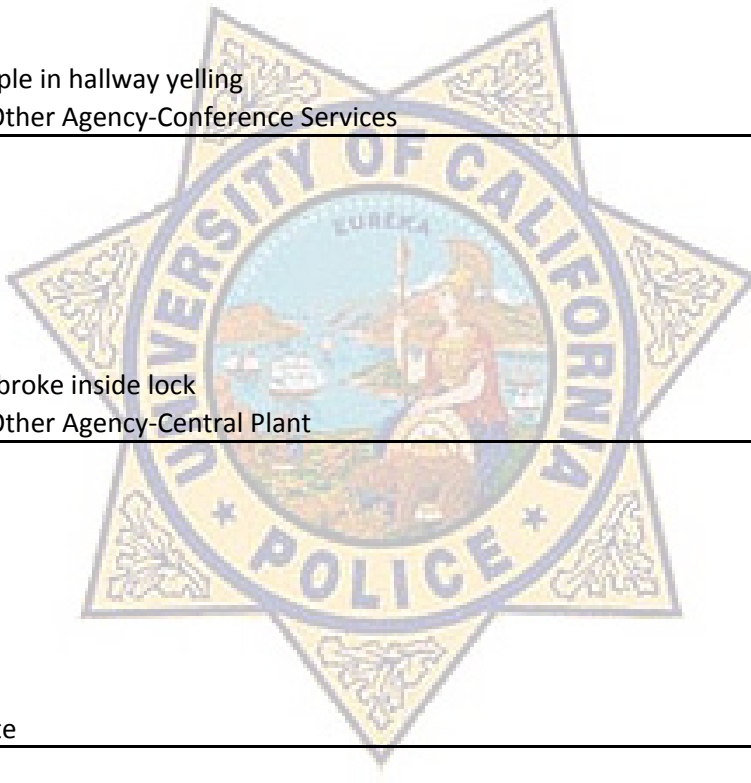 ple in hallway yelling
Other Agency-Conference Services
UNIVERSITY OF CALIFORNIA
EUREKA
broke inside lock
Other Agency-Central Plant
* POLICE *
te